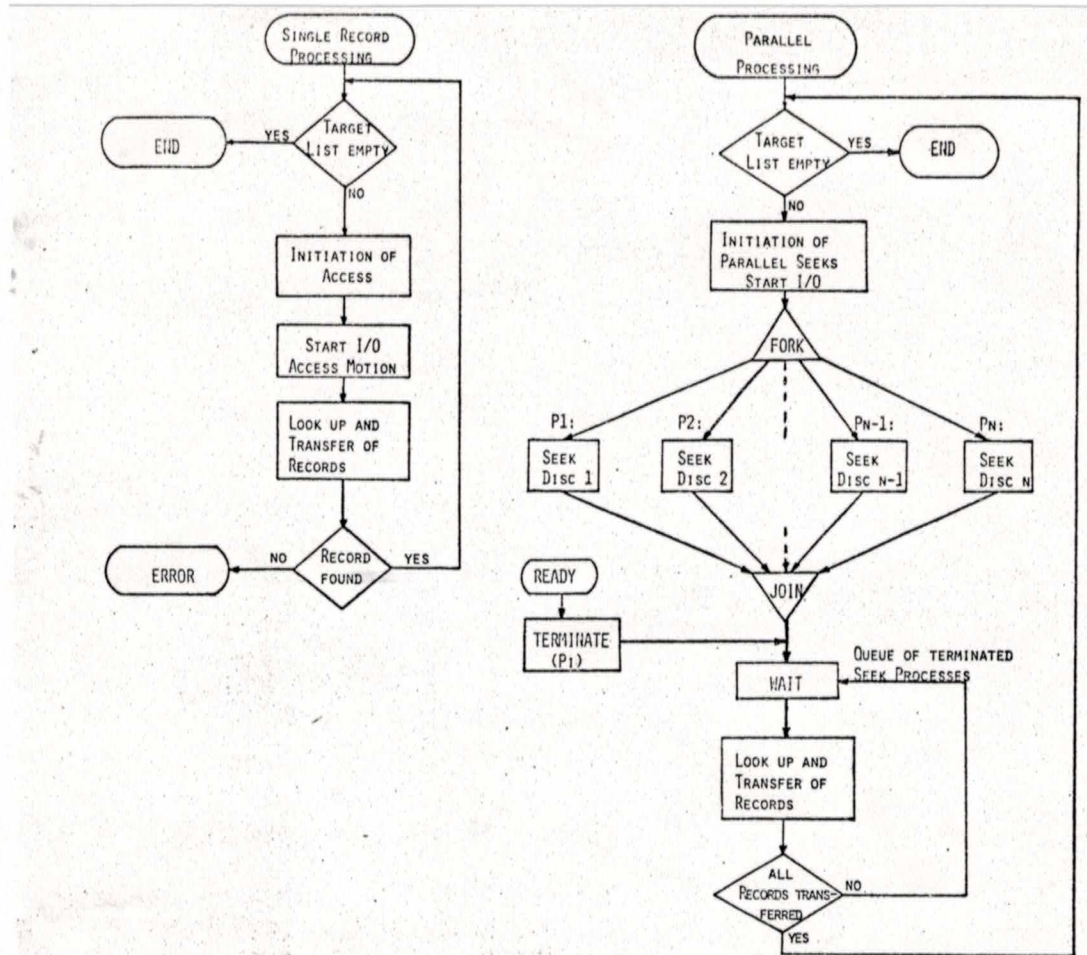 SINGLE RECORD
PROCESSING
TARGET
LIST EMPTY
YES
END
NO
INITIATION OF
ACCESS
START I/O
ACCESS MOTION
LOOK UP AND
TRANSFER OF
RECORDS
RECORD
FOUND
NO
YES
ERROR
PARALLEL
PROCESSING
TARGET
LIST EMPTY
YES
END
NO
INITIATION OF
PARALLEL SEEKS
START I/O
FORK
P1:
P2:
PN-1:
PN:
SEEK
DISC 1
SEEK
DISC 2
SEEK
DISC N-1
SEEK
DISC N
JOIN
READY
TERMINATE
(PI)
QUEUE OF TERMINATED
SEEK PROCESSES
WAIT
LOOK UP AND
TRANSFER OF
RECORDS
ALL
RECORDS TRANS-
FERRED
NO
YES